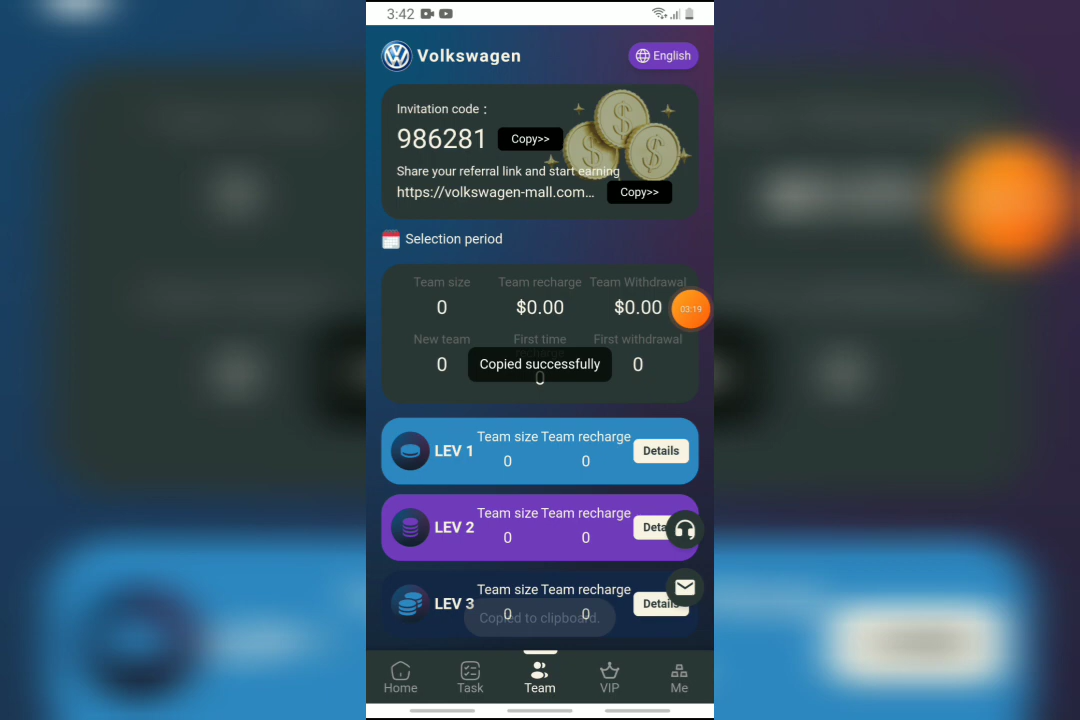 3:42
Volkswagen
English
Invitation code :
986281
Copy>>
Share your referral link and start earning
https://volkswagen-mall.com...
Copy>>
Selection period
Team size Team recharge Team Withdrawal
0 $0.00 $0.00
03:19
New team First time recharge First withdrawal
0 0 0
Copied successfully
LEV 1
Team size Team recharge
0 0
Details
LEV 2
Team size Team recharge
0 0
Deta
LEV 3
Team size Team recharge
0 0
Details
Copied to clipboard.
Home Task Team VIP Me